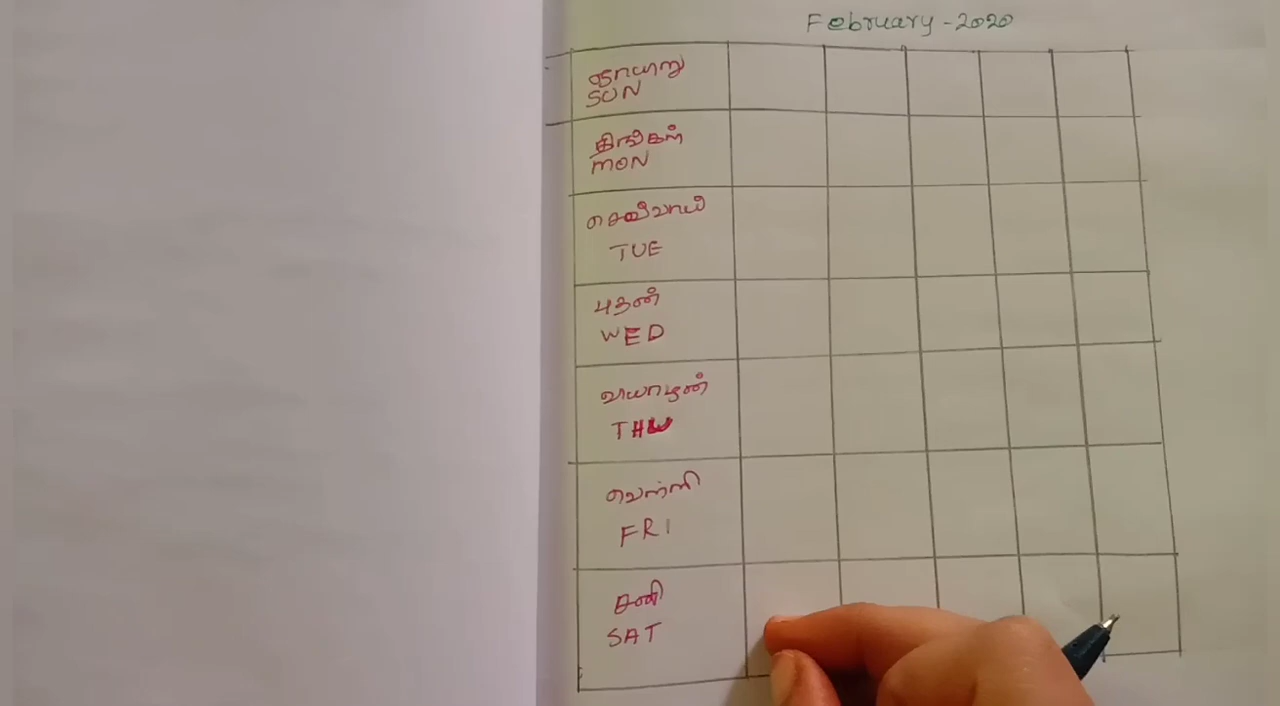 February - 2020
ஞாயிறு
SUN
திங்கள்
MON
செவ்வாய்
TUE
புதன்
WED
வியாழன்
THU
வெள்ளி
FRI
சனி
SAT